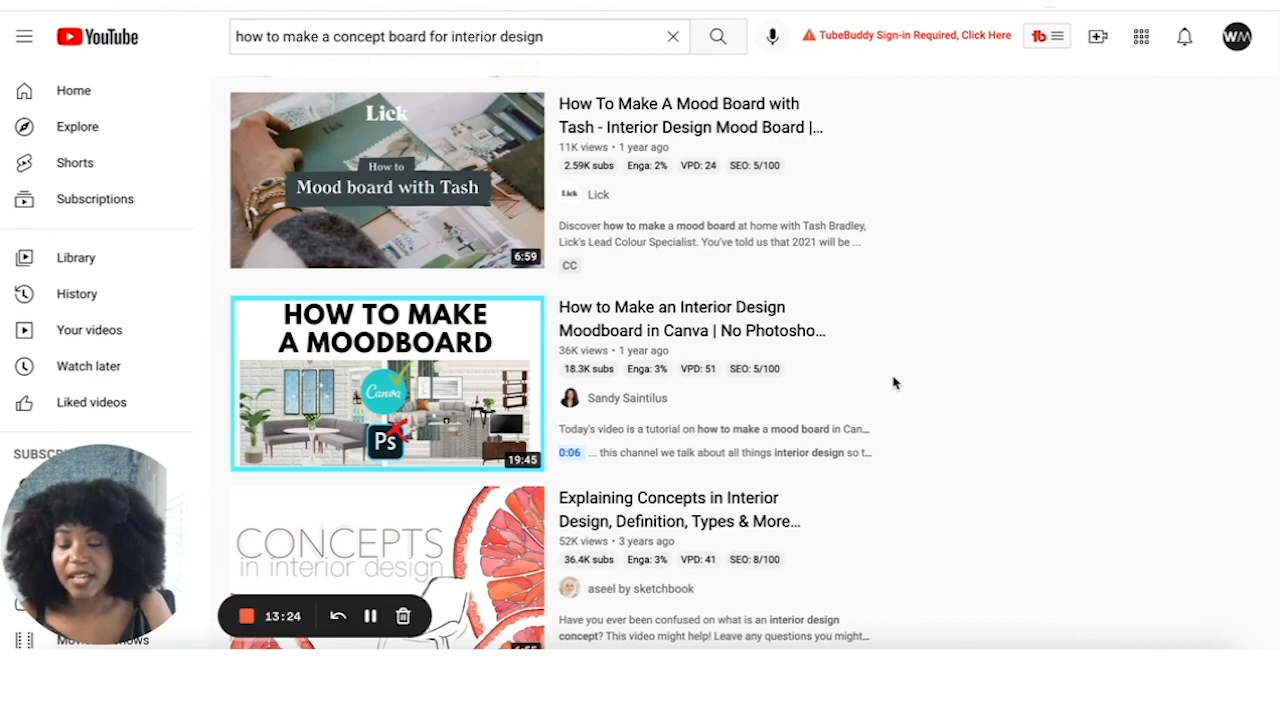 YouTube
how to make a concept board for interior design
TubeBuddy Sign-in Required, Click Here
tb
WM
Home
Explore
Shorts
Subscriptions
Library
History
Your videos
Watch later
Liked videos
SUBSC
Lick
How to
Mood board with Tash
6:59
How To Make A Mood Board with
Tash - Interior Design Mood Board |...
11K views • 1 year ago
2.59K subs Enga: 2% VPD: 24 SEO: 5/100
Lick Lick
Discover how to make a mood board at home with Tash Bradley,
Lick's Lead Colour Specialist. You've told us that 2021 will be ...
CC
HOW TO MAKE
A MOODBOARD
Canva
Ps
19:45
How to Make an Interior Design
Moodboard in Canva | No Photosho...
36K views • 1 year ago
18.3K subs Enga: 3% VPD: 51 SEO: 5/100
Sandy Saintilus
Today's video is a tutorial on how to make a mood board in Can...
0:06 ... this channel we talk about all things interior design so t...
CONCEPTS
in interior design
Explaining Concepts in Interior
Design, Definition, Types & More...
52K views • 3 years ago
36.4K subs Enga: 3% VPD: 41 SEO: 8/100
aseel by sketchbook
Have you ever been confused on what is an interior design
concept? This video might help! Leave any questions you might...
13:24